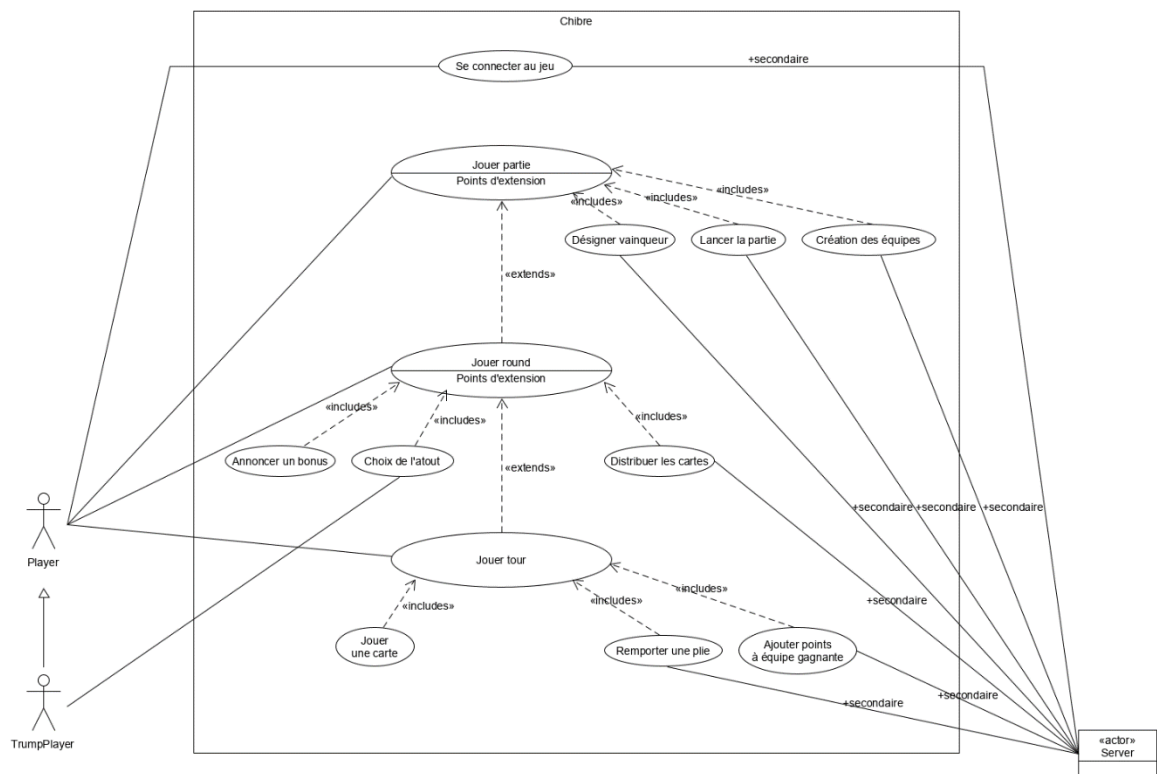 Chibre
Se connecter au jeu
+secondaire
Jouer partie
Points d'extension
«includes»
«includes»
«includes»
Désigner vainqueur
Lancer la partie
Création des équipes
«extends»
Jouer round
Points d'extension
«includes»
«includes»
«includes»
Annoncer un bonus
Choix de l'atout
Distribuer les cartes
«extends»
+secondaire
+secondaire
+secondaire
Player
Jouer tour
«includes»
«includes»
«includes»
+secondaire
Jouer
une carte
Remporter une plie
Ajouter points
à équipe gagnante
+secondaire
+secondaire
TrumpPlayer
«actor»
Server